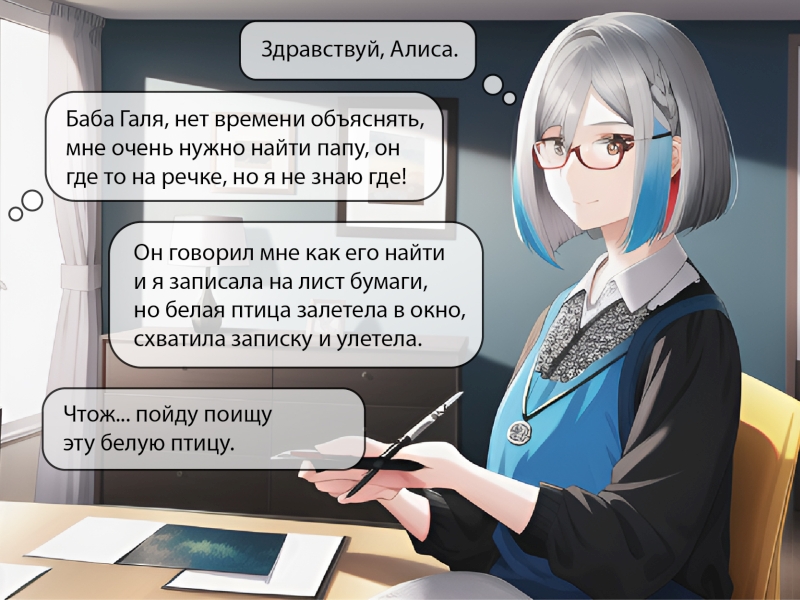 Здравствуй, Алиса.
Баба Галя, нет времени объяснять,
мне очень нужно найти папу, он
где то на речке, но я не знаю где!
Он говорил мне как его найти
и я записала на лист бумаги,
но белая птица залетела в окно,
схватила записку и улетела.
Чтож... пойду поищу
эту белую птицу.